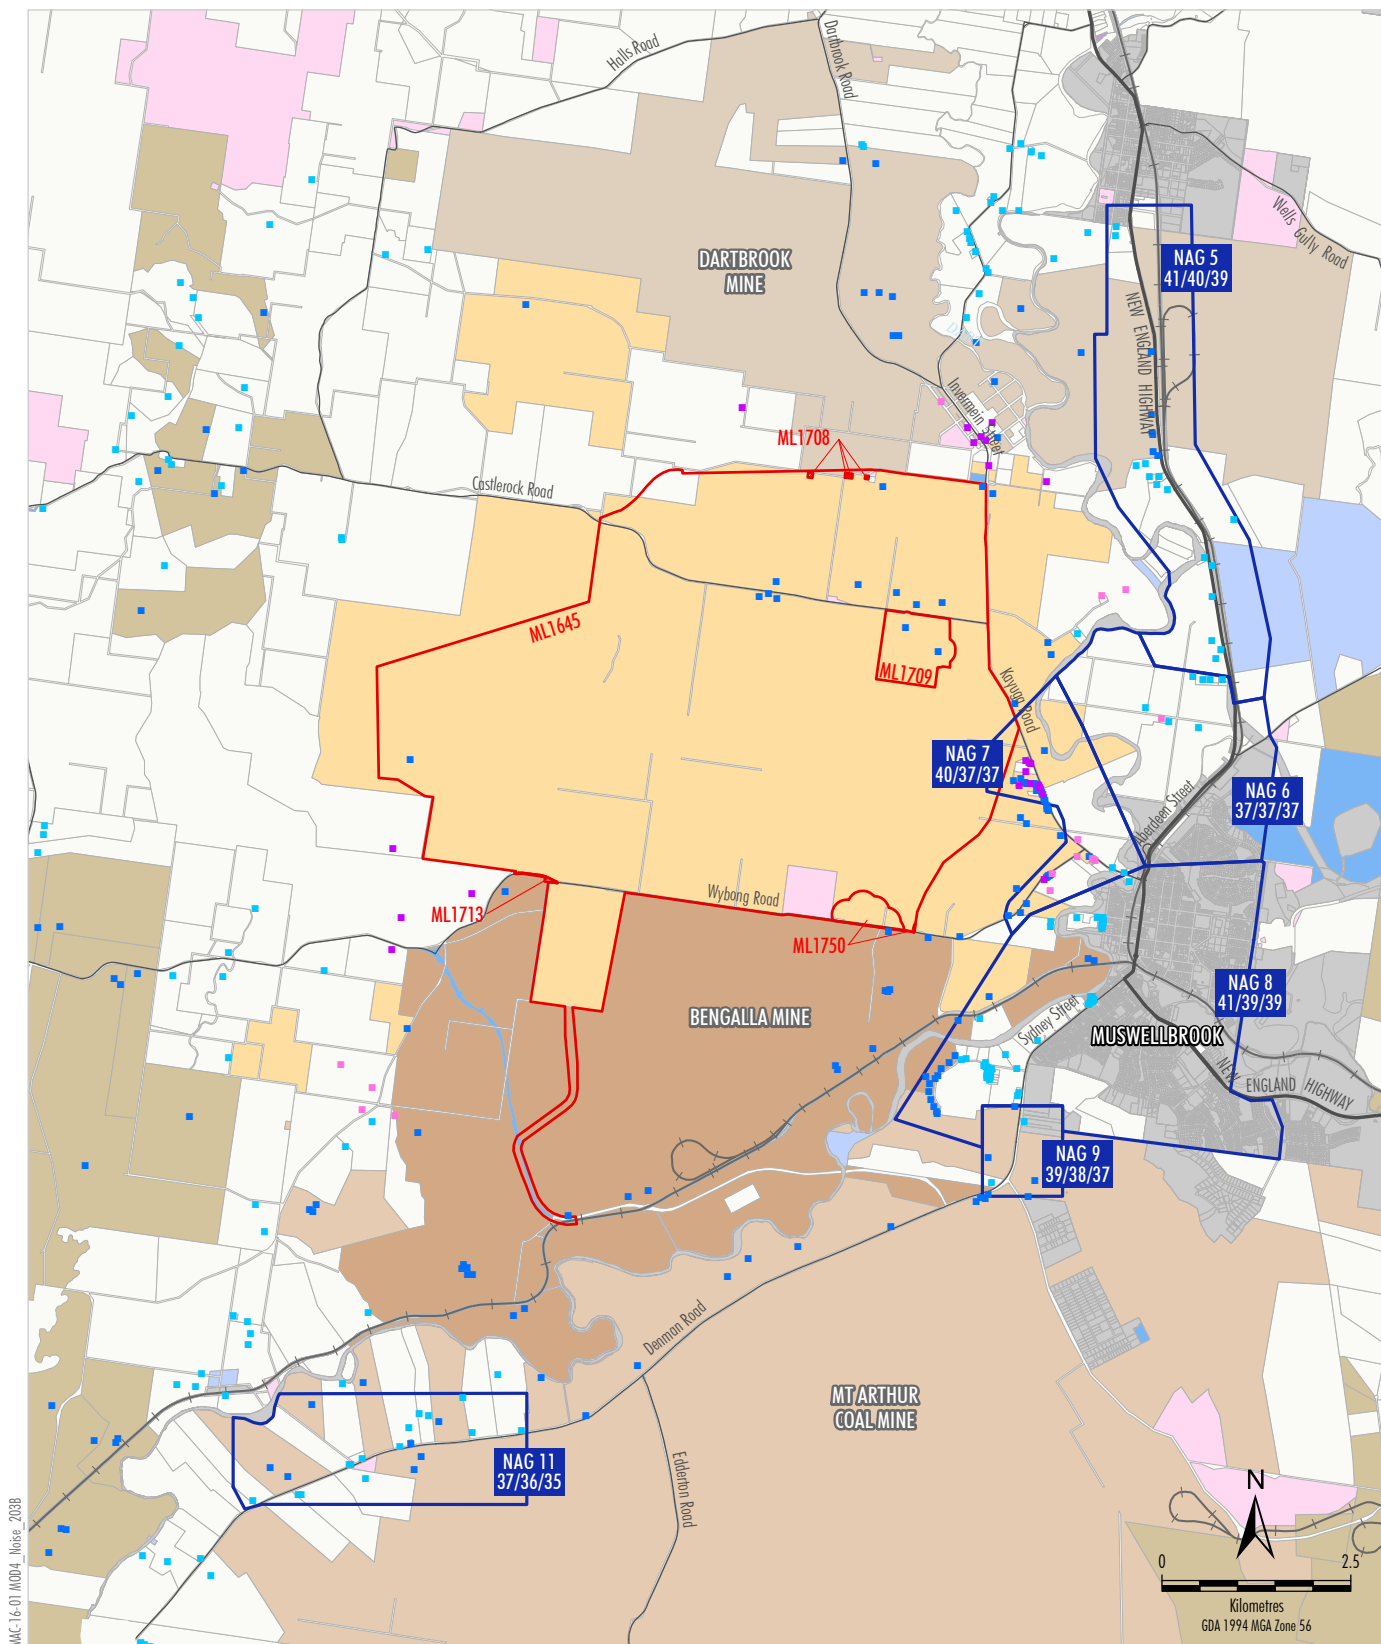 Halls Road
Dartbrook Road
Wells Gully Road
DARTBROOK
MINE
NAG 5
41/40/39
NEW ENGLAND HIGHWAY
Invermein Street
ML1708
Castlerock Road
ML1645
ML1709
Kayuga Road
NAG 7
40/37/37
NAG 6
37/37/37
Aberdeen Street
Wybong Road
ML1713
ML1750
NAG 8
41/39/39
BENGALLA MINE
Sydney Street
MUSWELLBROOK
NEW
ENGLAND HIGHWAY
NAG 9
39/38/37
Denman Road
MT ARTHUR
COAL MINE
NAG 11
37/36/35
Edderton Road
N
0
2.5
Kilometres
GDA 1994 MGA Zone 56
MAC-16-01 MOD4_Noise_203B